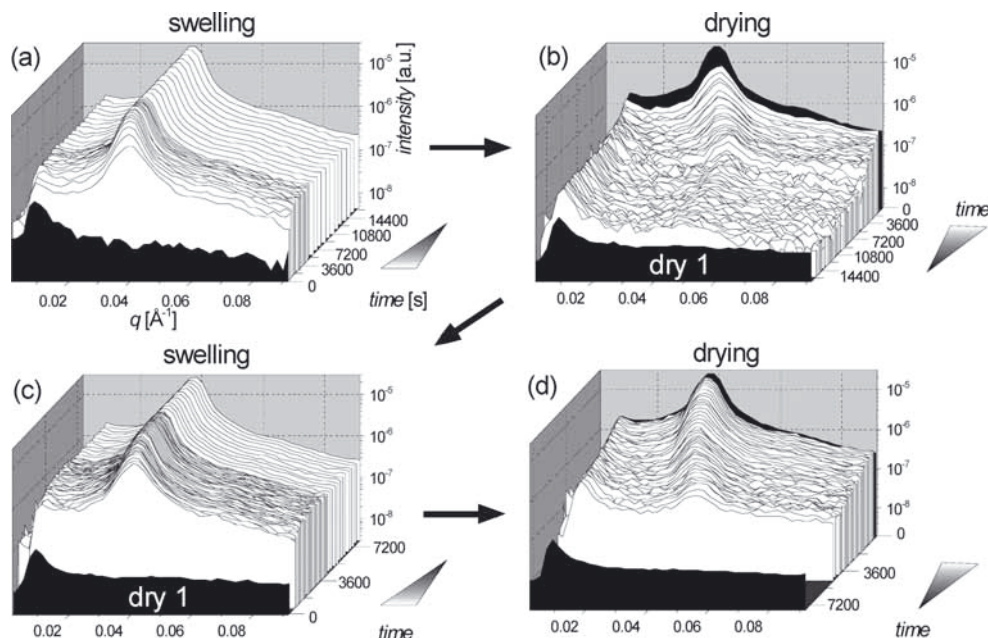 swelling
(a)
intensity [a.u.]
10⁻⁵
10⁻⁶
10⁻⁷
10⁻⁸
14400
10800
7200
3600
0
0.02 0.04 0.06 0.08
q [Å⁻¹]
time [s]
drying
(b)
10⁻⁵
10⁻⁶
10⁻⁷
10⁻⁸
0
3600
7200
10800
14400
time
dry 1
0.02 0.04 0.06 0.08
swelling
(c)
10⁻⁵
10⁻⁶
10⁻⁷
10⁻⁸
7200
3600
0
dry 1
0.02 0.04 0.06 0.08
time
drying
(d)
10⁻⁵
10⁻⁶
10⁻⁷
10⁻⁸
0
3600
7200
0.02 0.04 0.06 0.08
time